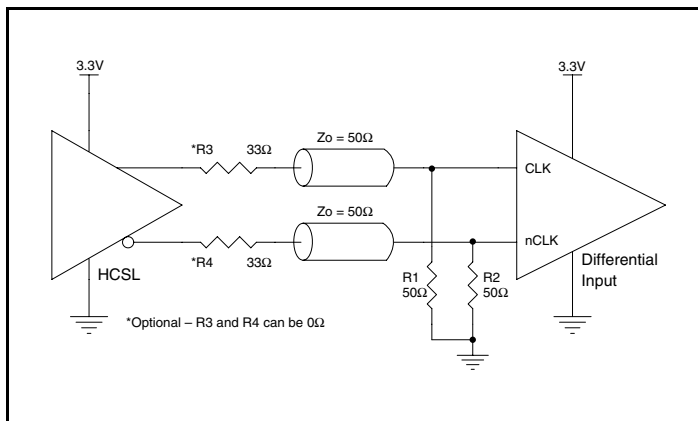 3.3V
3.3V
*R3 33Ω
Zo = 50Ω
CLK
Zo = 50Ω
*R4 33Ω
nCLK
HCSL
R1
50Ω
R2
50Ω
Differential
Input
*Optional – R3 and R4 can be 0Ω